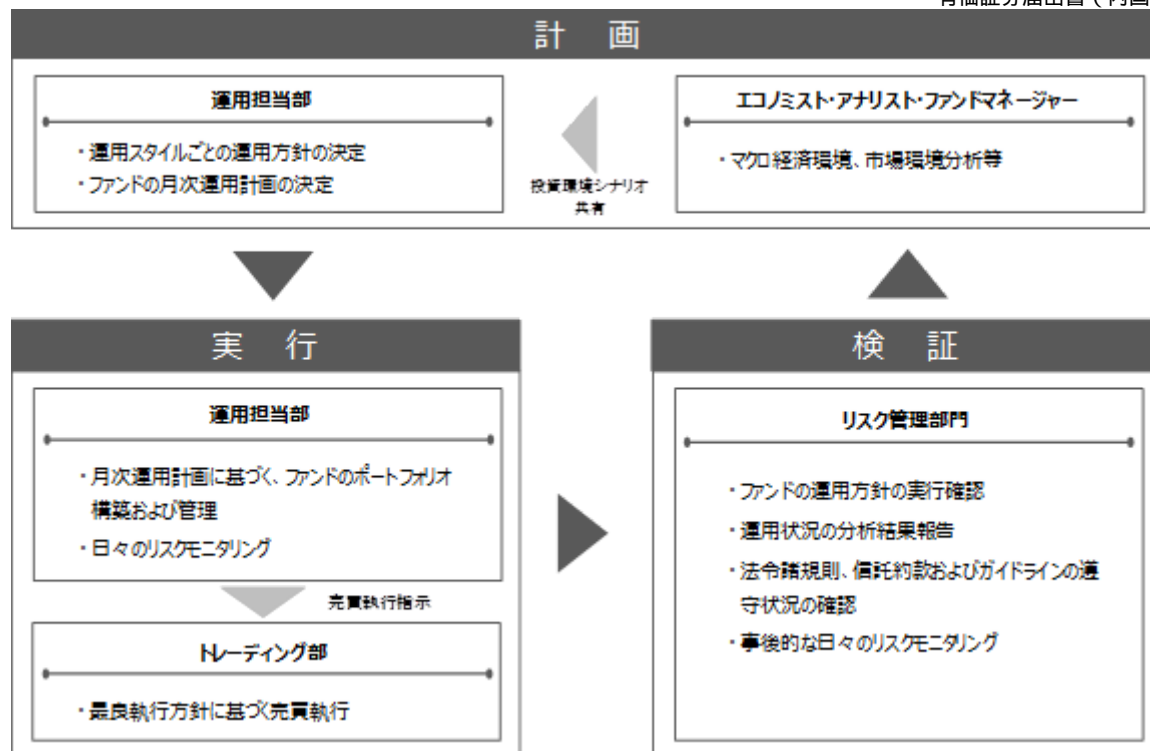 計 画
運用担当部
・運用スタイルごとの運用方針の決定
・ファンドの月次運用計画の決定
投資環境シナリオ
共有
エコノミスト・アナリスト・ファンドマネージャー
・マクロ経済環境、市場環境分析等
実 行
運用担当部
・月次運用計画に基づく、ファンドのポートフォリオ
構築および管理
・日々のリスクモニタリング
売買執行指示
トレーディング部
・最良執行方針に基づく売買執行
検 証
リスク管理部門
・ファンドの運用方針の実行確認
・運用状況の分析結果報告
・法令諸規則、信託約款およびガイドラインの遵
守状況の確認
・事後的な日々のリスクモニタリング